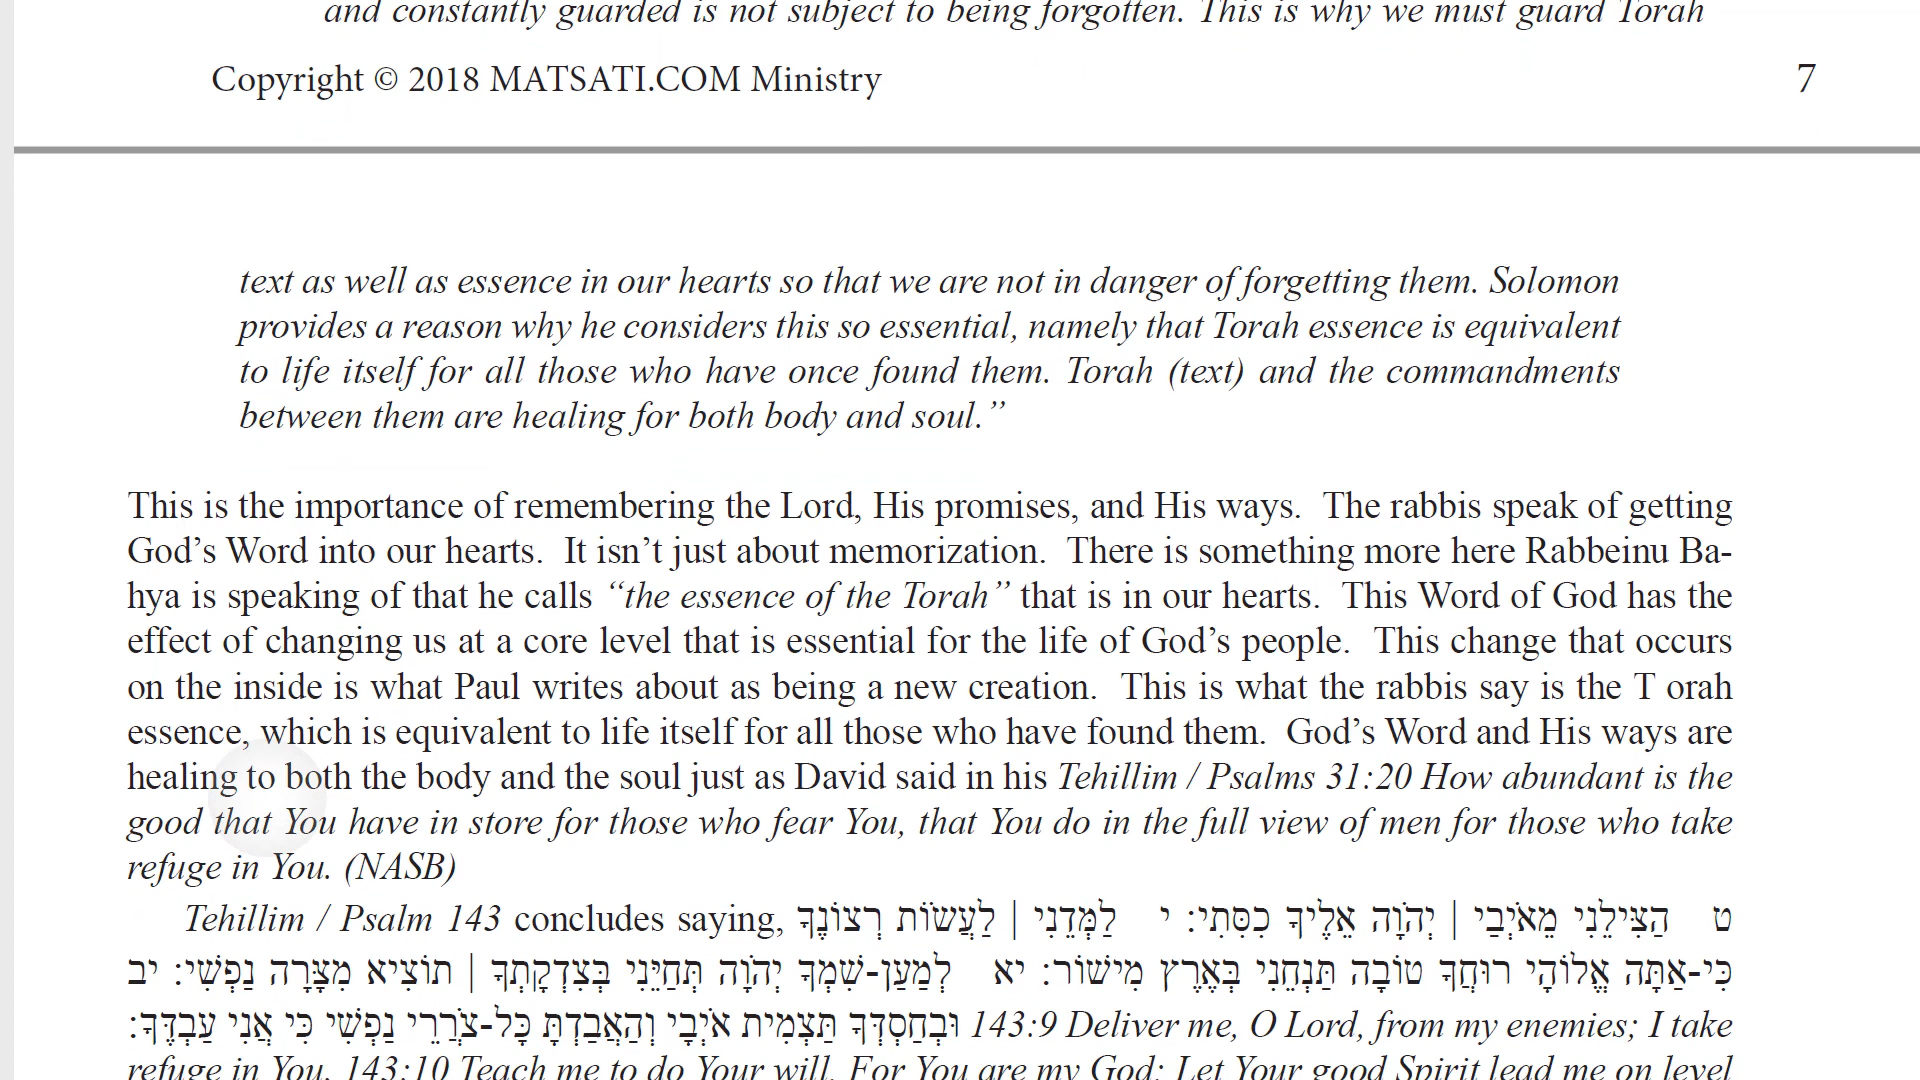 and constantly guarded is not subject to being forgotten. This is why we must guard Torah
Copyright © 2018 MATSATI.COM Ministry
7
text as well as essence in our hearts so that we are not in danger of forgetting them. Solomon
provides a reason why he considers this so essential, namely that Torah essence is equivalent
to life itself for all those who have once found them. Torah (text) and the commandments
between them are healing for both body and soul.”
This is the importance of remembering the Lord, His promises, and His ways. The rabbis speak of getting
God’s Word into our hearts. It isn’t just about memorization. There is something more here Rabbeinu Ba-
hya is speaking of that he calls “the essence of the Torah” that is in our hearts. This Word of God has the
effect of changing us at a core level that is essential for the life of God’s people. This change that occurs
on the inside is what Paul writes about as being a new creation. This is what the rabbis say is the T orah
essence, which is equivalent to life itself for all those who have found them. God’s Word and His ways are
healing to both the body and the soul just as David said in his Tehillim / Psalms 31:20 How abundant is the
good that You have in store for those who fear You, that You do in the full view of men for those who take
refuge in You. (NASB)
Tehillim / Psalm 143 concludes saying, ט הַצִּילֵנִי מֵאֹיְבַי | יְהֹוָה אֵלֶיךָ כִסִּתִי: י לַמְּדֵנִי | לַעֲשׂוֹת רְצוֹנֶךָ
כִּי-אַתָּה אֱלוֹהָי רוּחֲךָ טוֹבָה תַּנְחֵנִי בְּאֶרֶץ מִישׁוֹר: יא לְמַעַן-שִׁמְךָ יְהֹוָה תְּחַיֵּנִי בְּצִדְקָתְךָ | תוֹצִיא מִצָּרָה נַפְשִׁי: יב
וּבְחַסְדְּךָ תַּצְמִית אֹיְבָי וְהַאֲבַדְתָּ כָּל-צֹרֲרֵי נַפְשִׁי כִּי אֲנִי עַבְדֶּךָ: 143:9 Deliver me, O Lord, from my enemies; I take
refuge in You. 143:10 Teach me to do Your will, For You are my God; Let Your good Spirit lead me on level